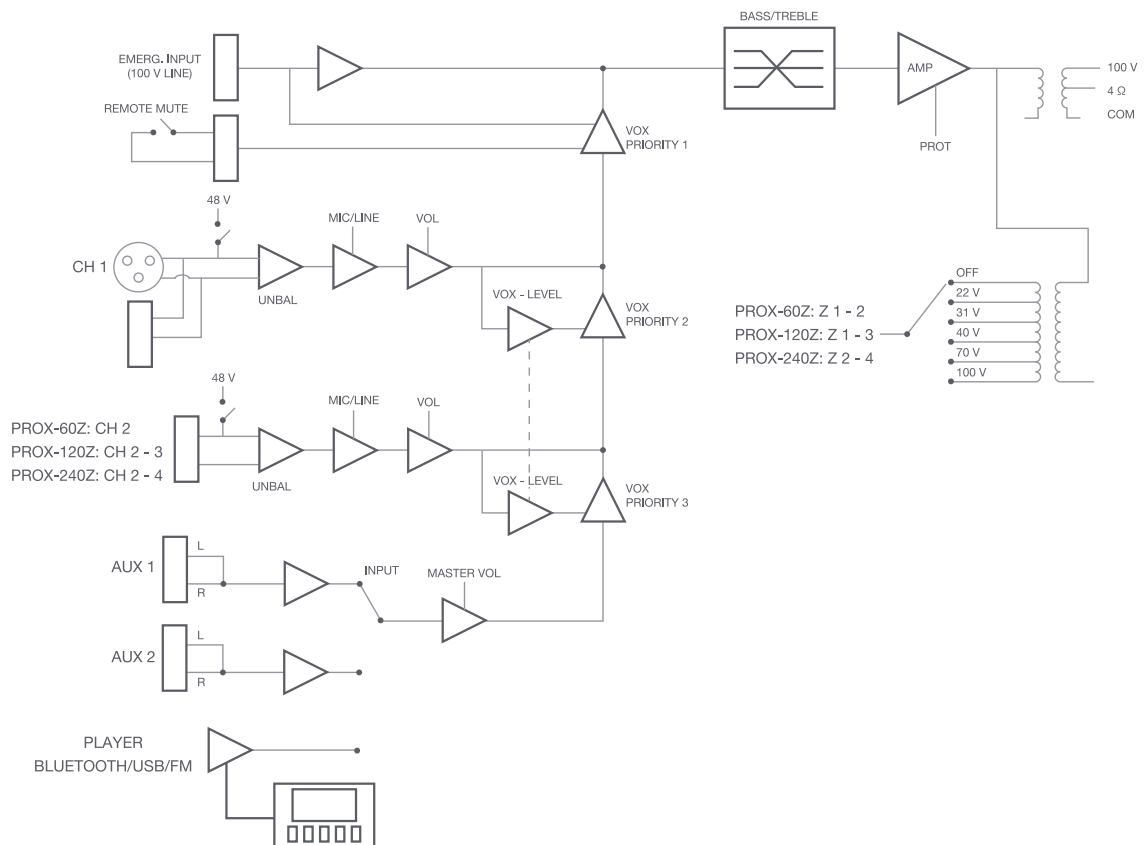 BASS/TREBLE
EMERG. INPUT
(100 V LINE)
AMP
100 V
4 Ω
COM
REMOTE MUTE
VOX
PRIORITY 1
PROT
48 V
MIC/LINE
VOL
CH 1
UNBAL
VOX - LEVEL
VOX
PRIORITY 2
OFF
22 V
31 V
40 V
70 V
100 V
PROX-60Z: Z 1 - 2
PROX-120Z: Z 1 - 3
PROX-240Z: Z 2 - 4
48 V
MIC/LINE
VOL
PROX-60Z: CH 2
PROX-120Z: CH 2 - 3
PROX-240Z: CH 2 - 4
UNBAL
VOX - LEVEL
VOX
PRIORITY 3
AUX 1
L
R
INPUT
MASTER VOL
AUX 2
L
R
PLAYER
BLUETOOTH/USB/FM